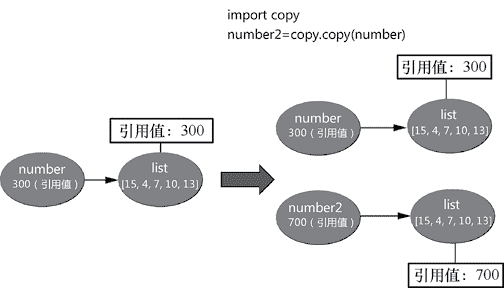 import copy
number2=copy.copy(number)
引用值：300
number
300（引用值）
list
[15, 4, 7, 10, 13]
引用值：300
number
300（引用值）
list
[15, 4, 7, 10, 13]
number2
700（引用值）
list
[15, 4, 7, 10, 13]
引用值：700